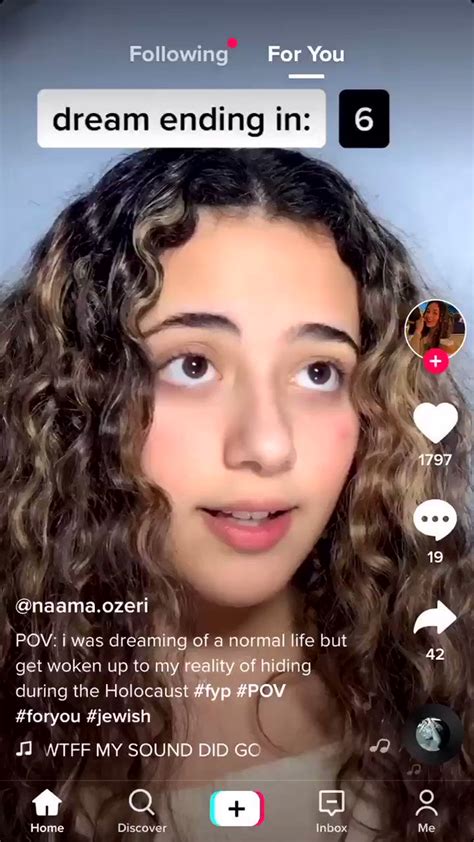 Following For You
dream ending in: 6
1797
19
42
@naama.ozeri
POV: i was dreaming of a normal life but
get woken up to my reality of hiding
during the Holocaust #fyp #POV
#foryou #jewish
WTFF MY SOUND DID GO
Home Discover Inbox Me